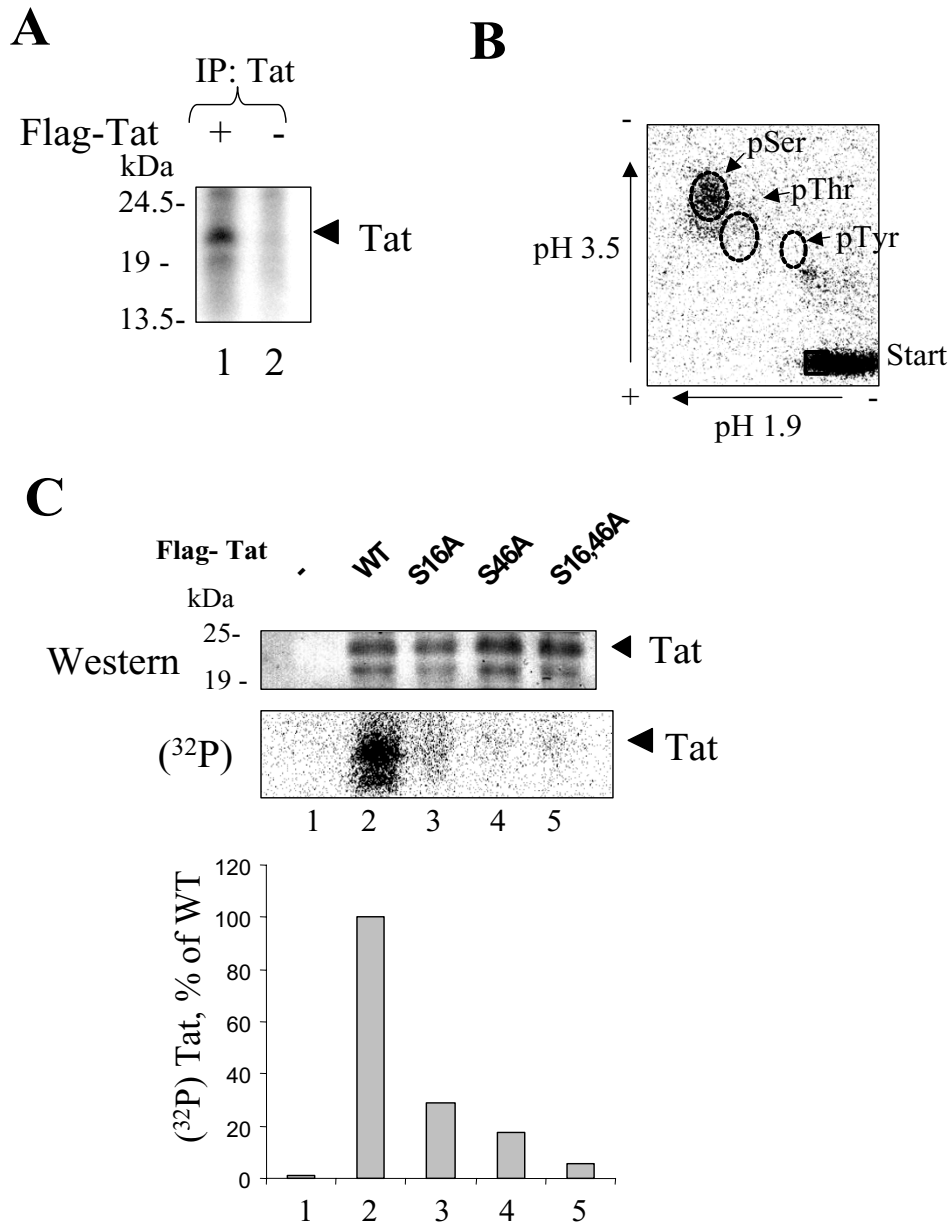 A
IP: Tat
Flag-Tat + -
kDa
24.5-
19 -
13.5-
Tat
1 2
B
-
pSer
pThr
pTyr
pH 3.5
Start
+ -
pH 1.9
C
Flag- Tat - WT S16A S46A S16,46A
kDa
25-
Western
19 -
Tat
(³²P)
Tat
1 2 3 4 5
(³²P) Tat, % of WT
120
100
80
60
40
20
0
1 2 3 4 5